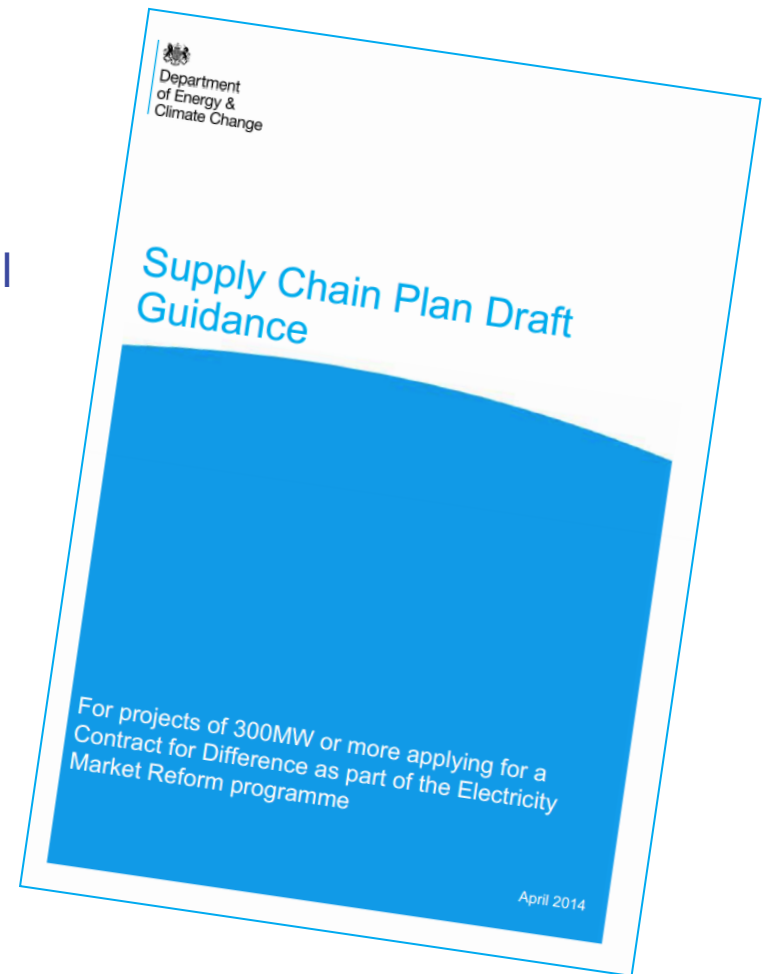 Department
of Energy &
Climate Change
Supply Chain Plan Draft
Guidance
For projects of 300MW or more applying for a
Contract for Difference as part of the Electricity
Market Reform programme
April 2014